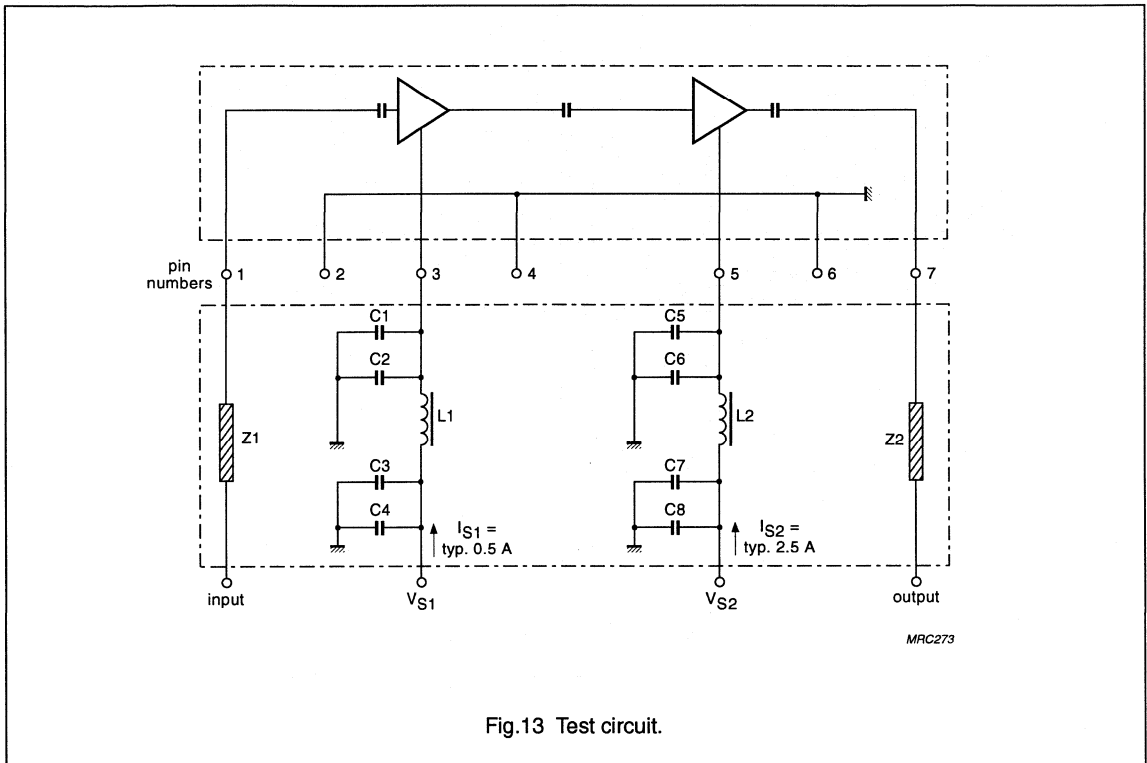 pin
numbers
1
2
3
4
5
6
7
C1
C5
C2
C6
L1
L2
Z1
Z2
C3
C7
C4
C8
I_S1 =
typ. 0.5 A
I_S2 =
typ. 2.5 A
input
V_S1
V_S2
output
MRC273
Fig.13 Test circuit.